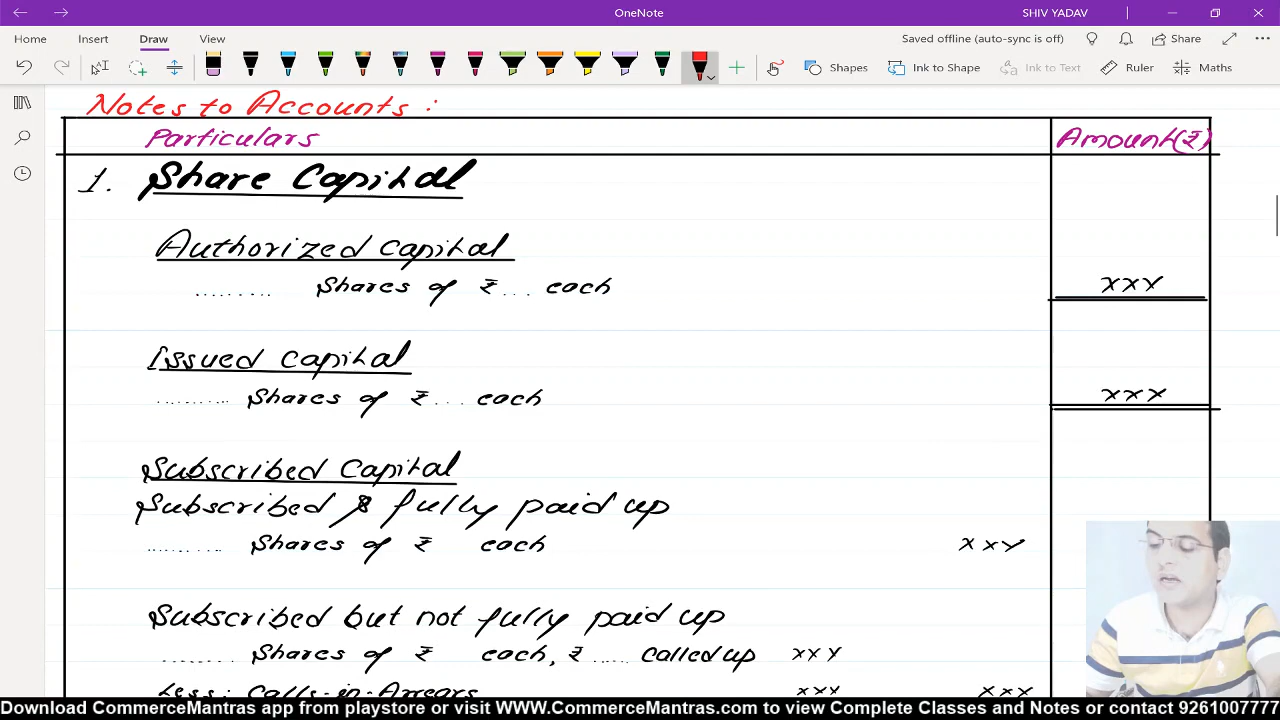 OneNote
SHIV YADAV
Home Insert Draw View
Saved offline (auto-sync is off)
Share
Shapes
Ink to Shape
Ink to Text
Ruler
Maths
Notes to Accounts :
Particulars Amount(₹)
1. Share Capital
Authorized capital
.......... Shares of ₹ ... each xxx
Issued capital
.......... Shares of ₹ ... each xxx
Subscribed Capital
Subscribed & fully paid up
.......... Shares of ₹ each xxx
Subscribed but not fully paid up
.......... Shares of ₹ each, ₹ ..... called up xxx
Less: Calls-in-Arrears xxx xxx
Download CommerceMantras app from playstore or visit WWW.CommerceMantras.com to view Complete Classes and Notes or contact 9261007777